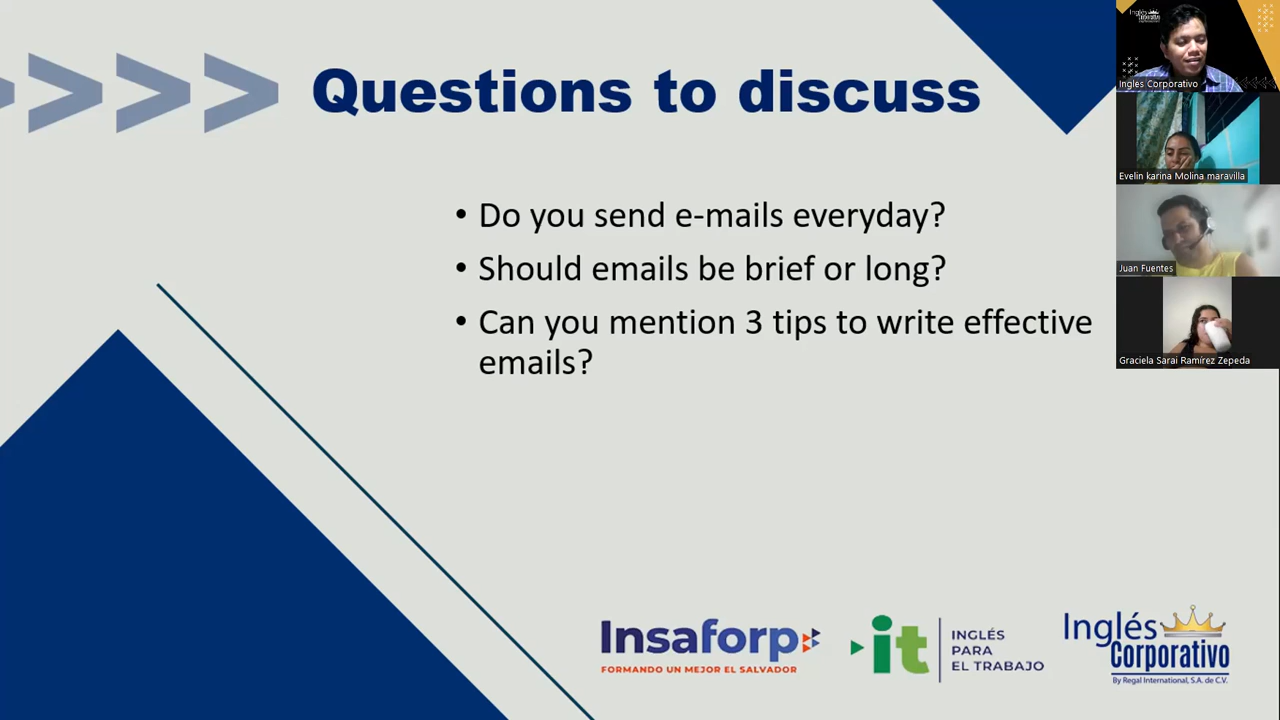 Questions to discuss
• Do you send e-mails everyday?
• Should emails be brief or long?
• Can you mention 3 tips to write effective
emails?
Inglés Corporativo
Evelin karina Molina maravilla
Juan Fuentes
Graciela Sarai Ramírez Zepeda
Insaforp
FORMANDO UN MEJOR EL SALVADOR
it
INGLÉS
PARA
EL TRABAJO
Inglés
Corporativo
By Regal International, S.A. de C.V.